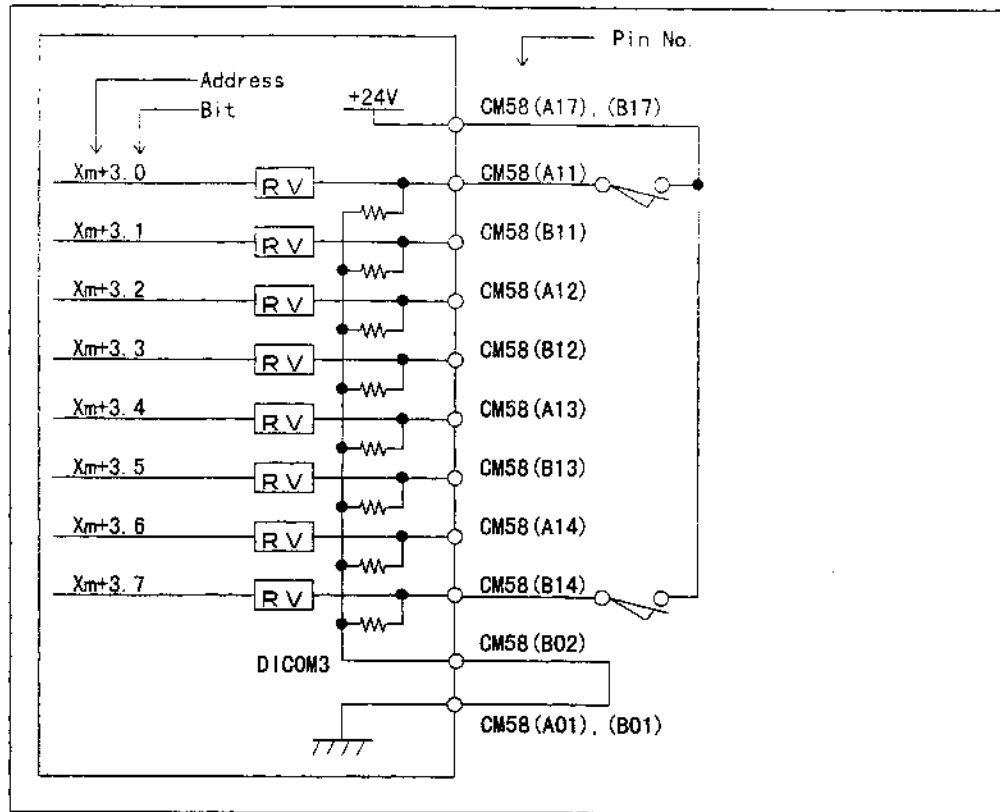 Pin No.
Address
Bit
+24V
CM58(A17), (B17)
Xm+3.0
RV
CM58(A11)
Xm+3.1
RV
CM58(B11)
Xm+3.2
RV
CM58(A12)
Xm+3.3
RV
CM58(B12)
Xm+3.4
RV
CM58(A13)
Xm+3.5
RV
CM58(B13)
Xm+3.6
RV
CM58(A14)
Xm+3.7
RV
CM58(B14)
DICOM3
CM58(B02)
CM58(A01), (B01)